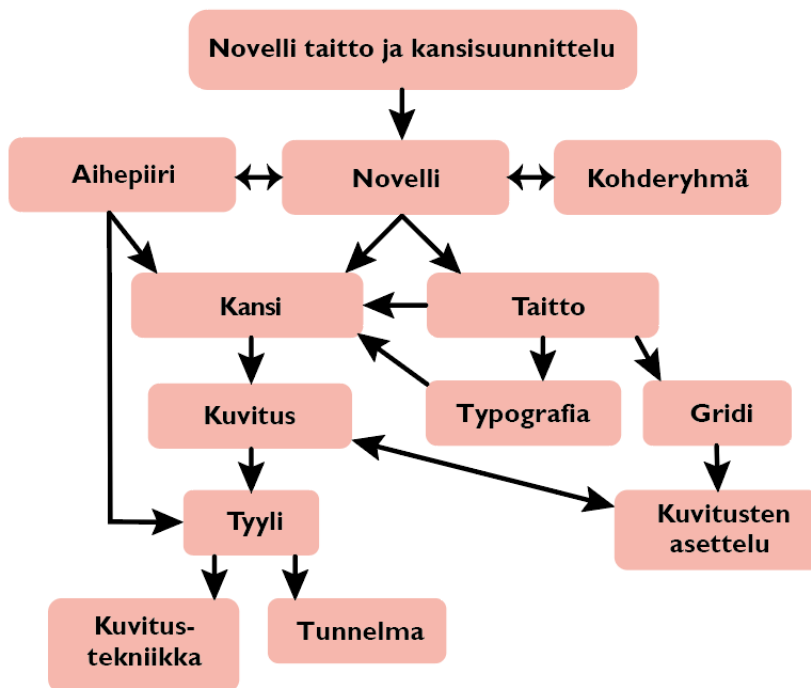 Novelli taitto ja kansisuunnittelu
Aihepiiri
Novelli
Kohderyhmä
Kansi
Taitto
Kuvitus
Typografia
Gridi
Tyyli
Kuvitusten
asettelu
Kuvitus-
tekniikka
Tunnelma